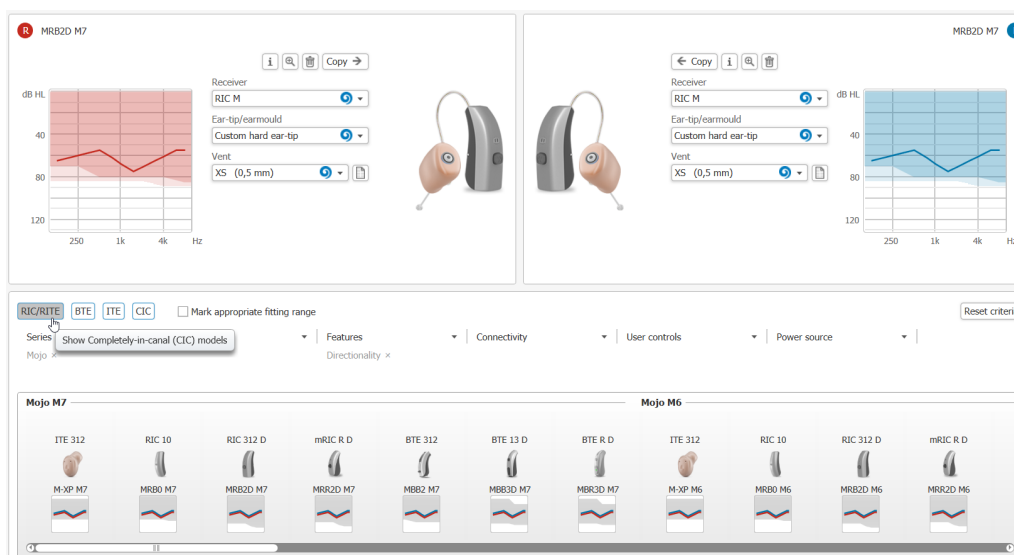 R MRB2D M7
MRB2D M7
i Copy →
← Copy i
Receiver
RIC M
Ear-tip/earmould
Custom hard ear-tip
Vent
XS (0,5 mm)
dB HL
40
80
120
250 1k 4k Hz
Receiver
RIC M
Ear-tip/earmould
Custom hard ear-tip
Vent
XS (0,5 mm)
dB HL
40
80
120
250 1k 4k
RIC/RITE BTE ITE CIC Mark appropriate fitting range Reset criteri
Series Features Connectivity User controls Power source
Show Completely-in-canal (CIC) models
Mojo × Directionality ×
Mojo M7 Mojo M6
ITE 312 RIC 10 RIC 312 D mRIC R D BTE 312 BTE 13 D BTE R D ITE 312 RIC 10 RIC 312 D mRIC R D
M-XP M7 MRB0 M7 MRB2D M7 MRR2D M7 MBB2 M7 MBB3D M7 MBR3D M7 M-XP M6 MRB0 M6 MRB2D M6 MRR2D M6